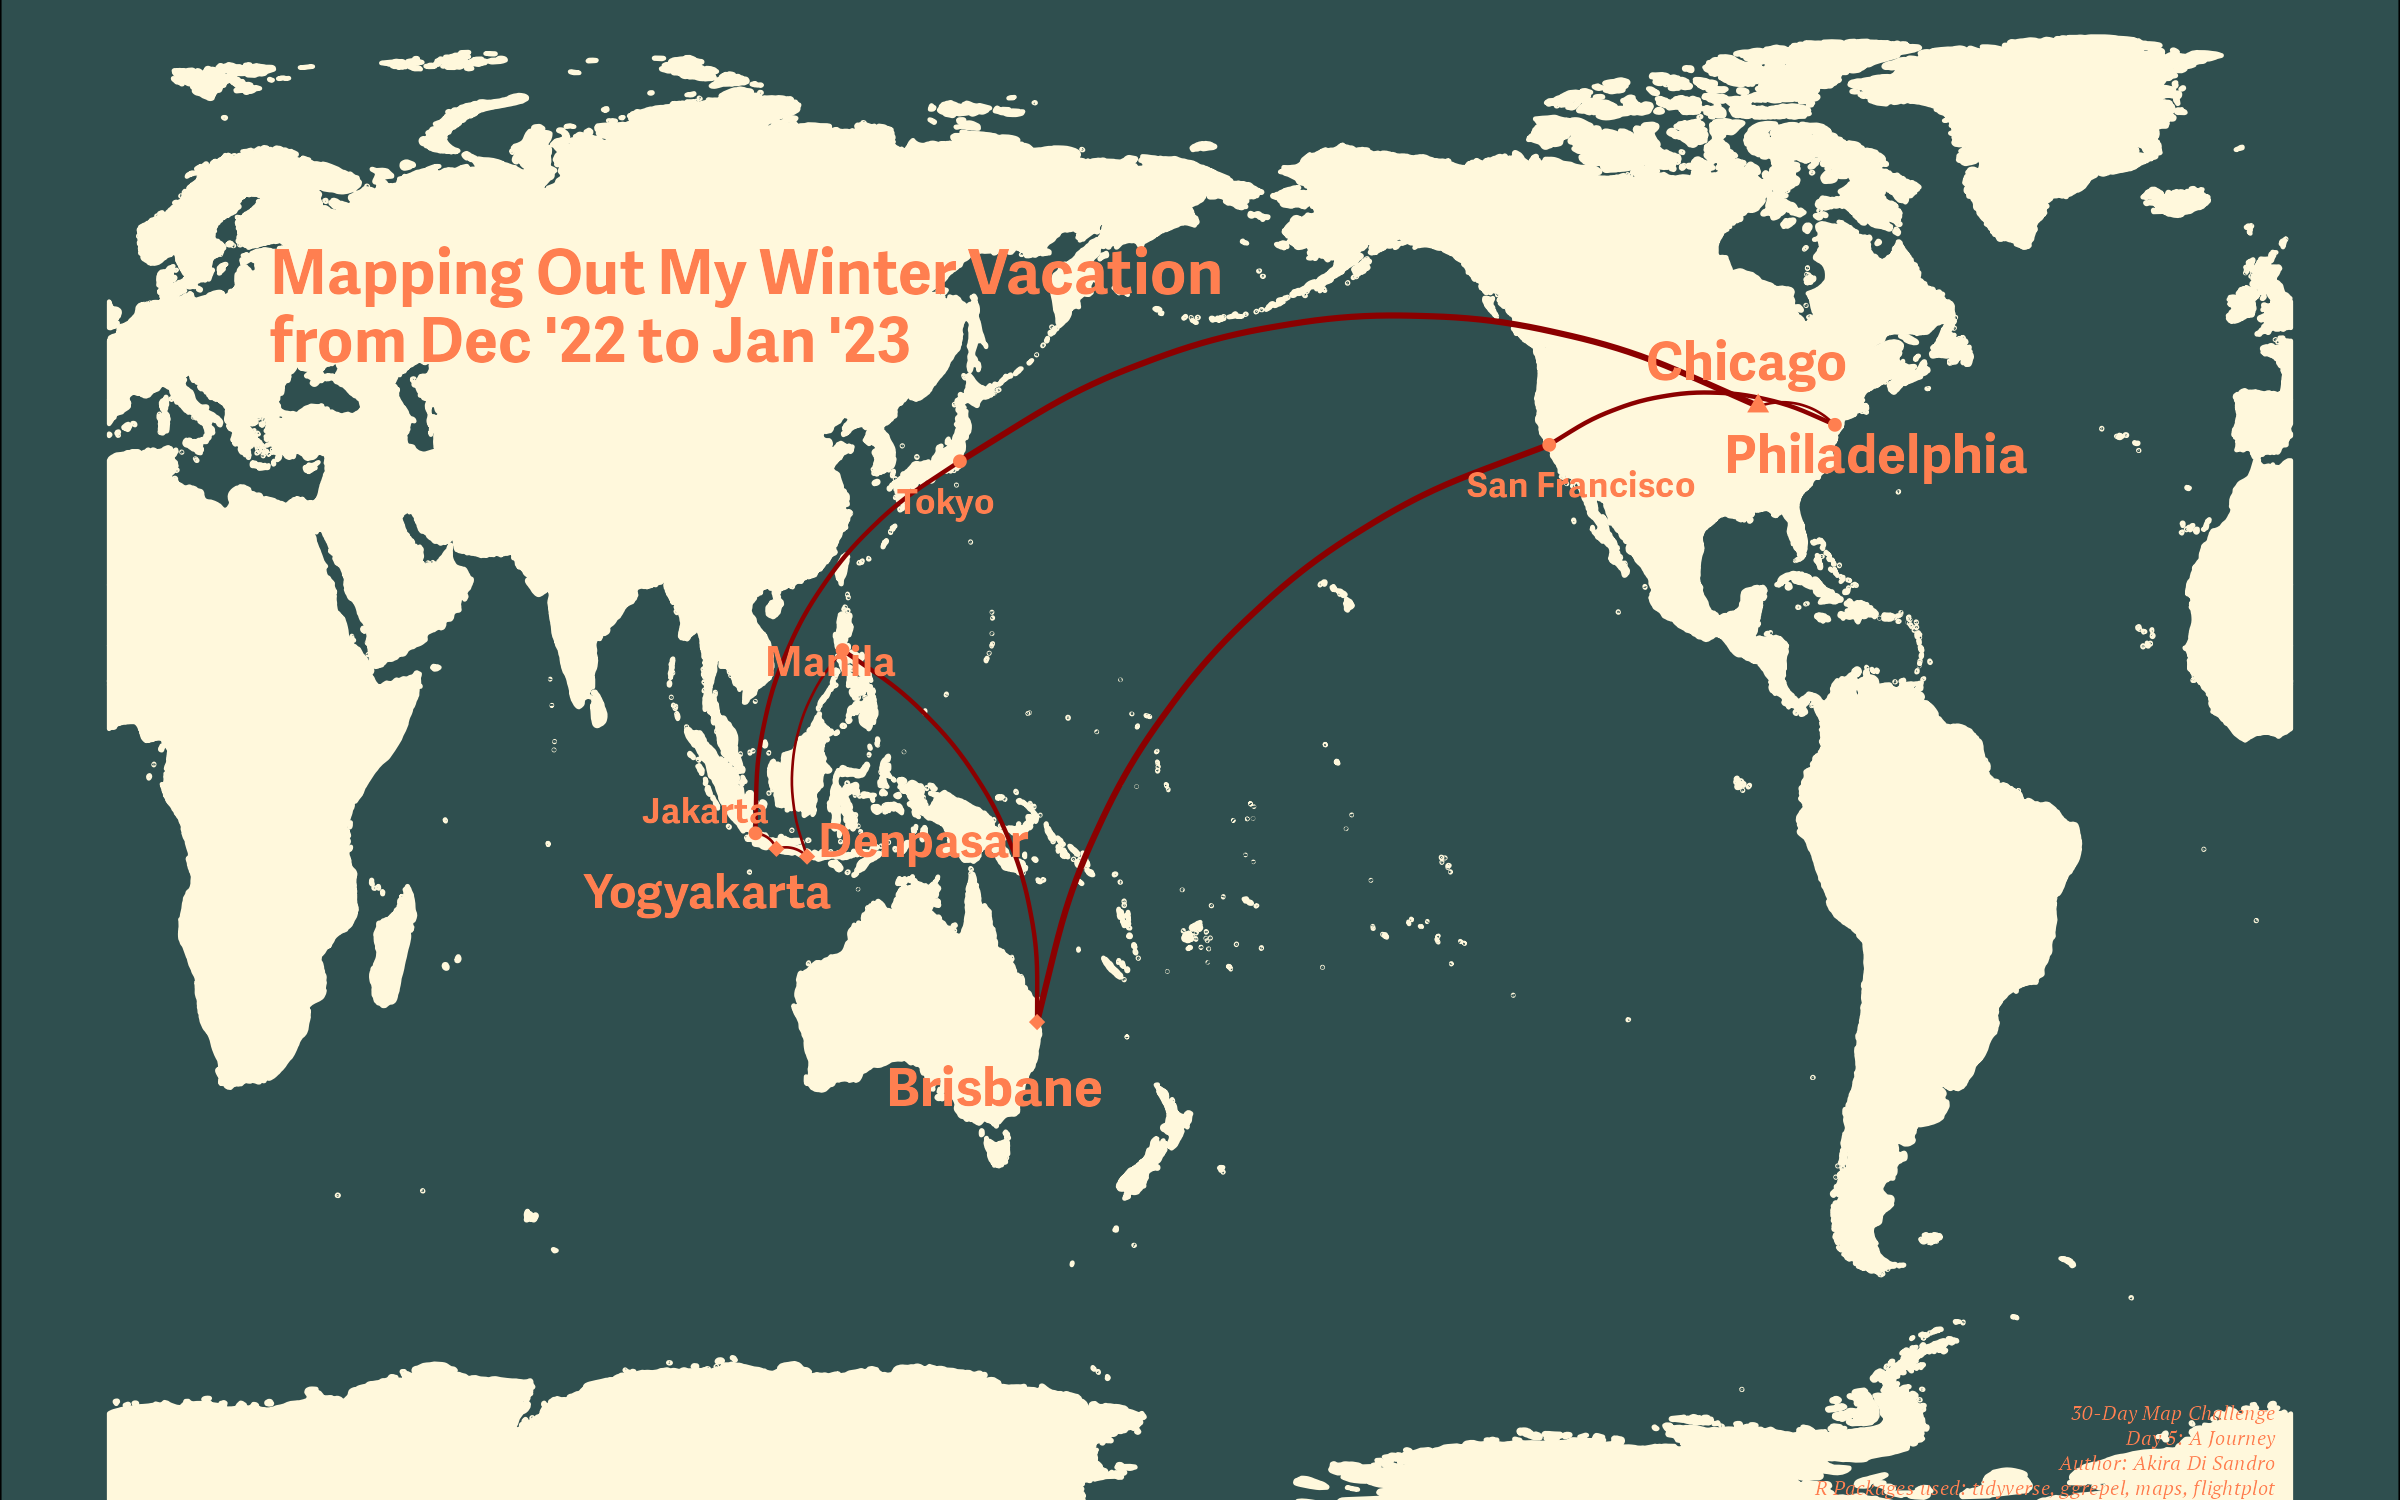 Mapping Out My Winter Vacation
from Dec '22 to Jan '23
Chicago
Philadelphia
San Francisco
Tokyo
Manila
Jakarta
Denpasar
Yogyakarta
Brisbane
30-Day Map Challenge
Day 5: A Journey
Author: Akira Di Sandro
R Packages used: tidyverse, ggrepel, maps, flightplot